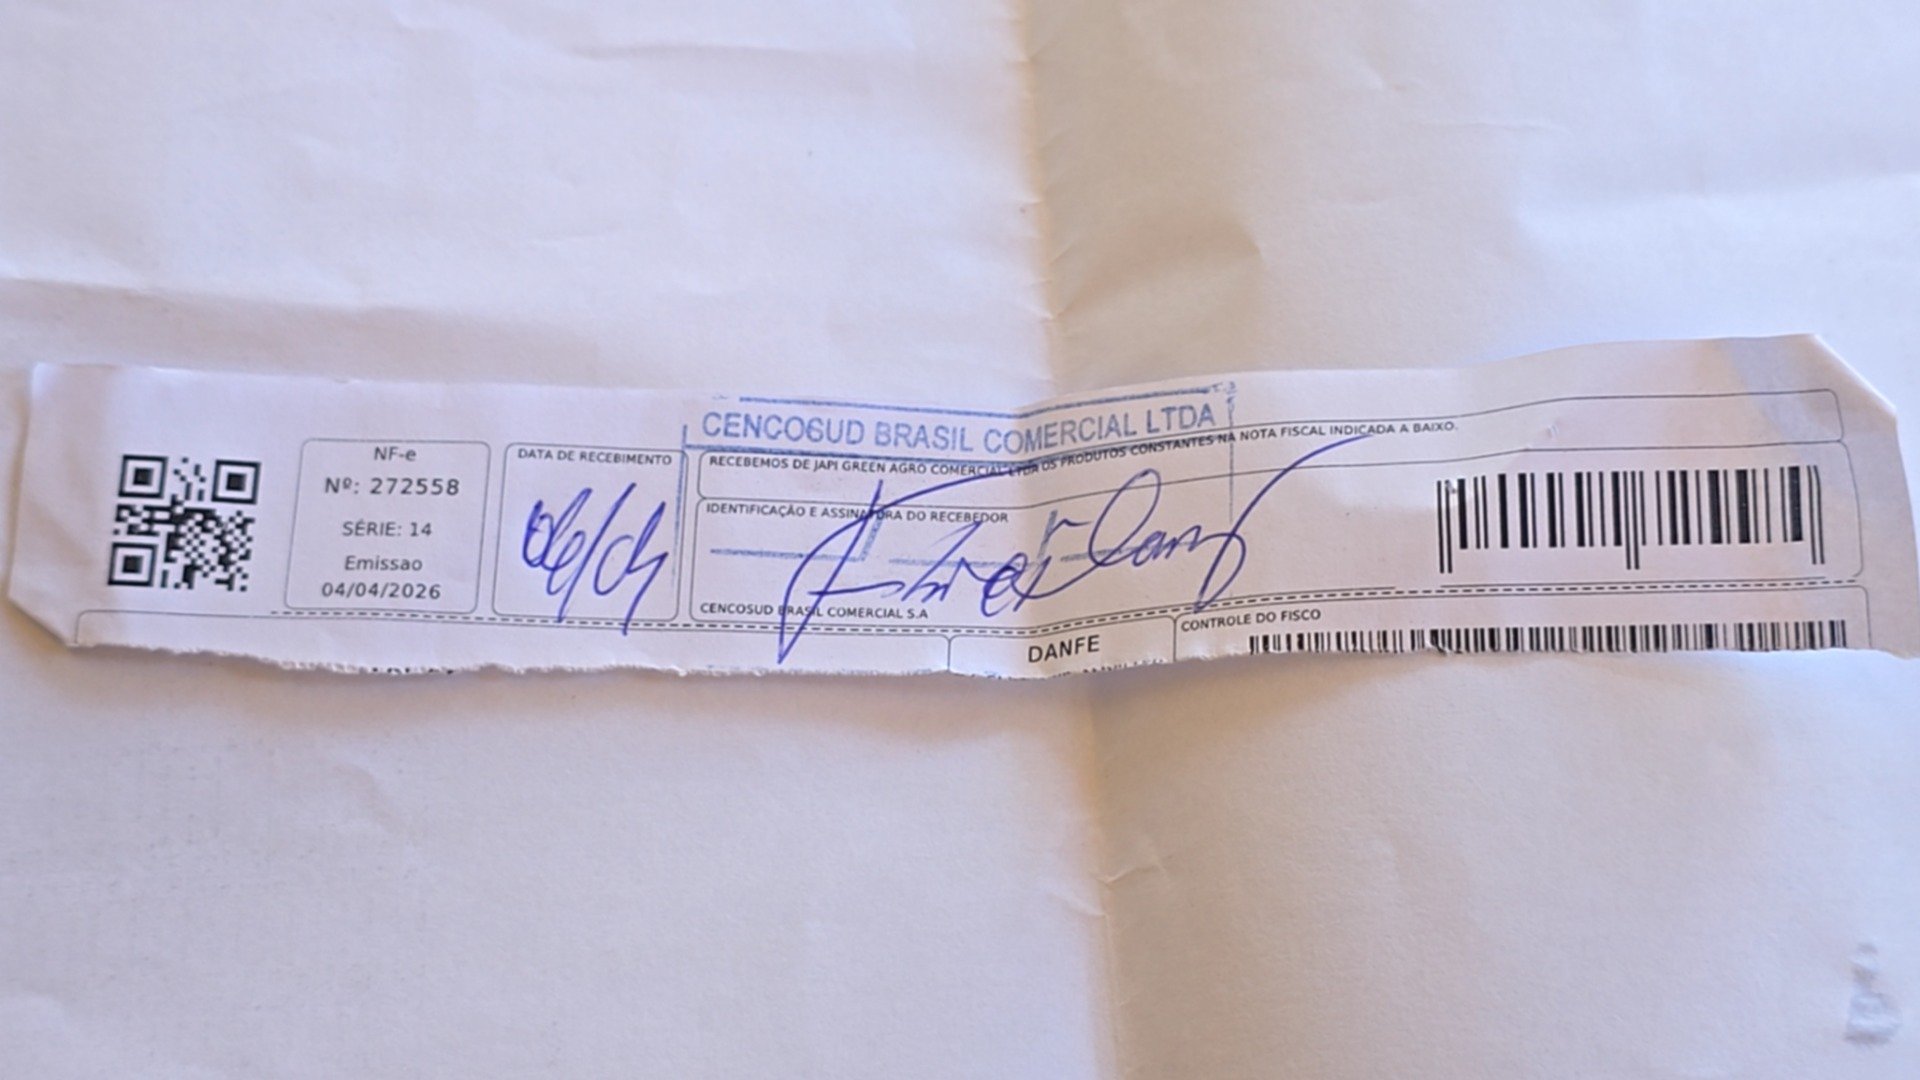 CENCOSUD BRASIL COMERCIAL LTDA
NF-e
Nº: 272558
SÉRIE: 14
Emissao
04/04/2026
DATA DE RECEBIMENTO
06/04
RECEBEMOS DE JAPI GREEN AGRO COMERCIAL LTDA OS PRODUTOS CONSTANTES NA NOTA FISCAL INDICADA A BAIXO.
IDENTIFICAÇÃO E ASSINATURA DO RECEBEDOR
CENCOSUD BRASIL COMERCIAL S.A
DANFE
CONTROLE DO FISCO